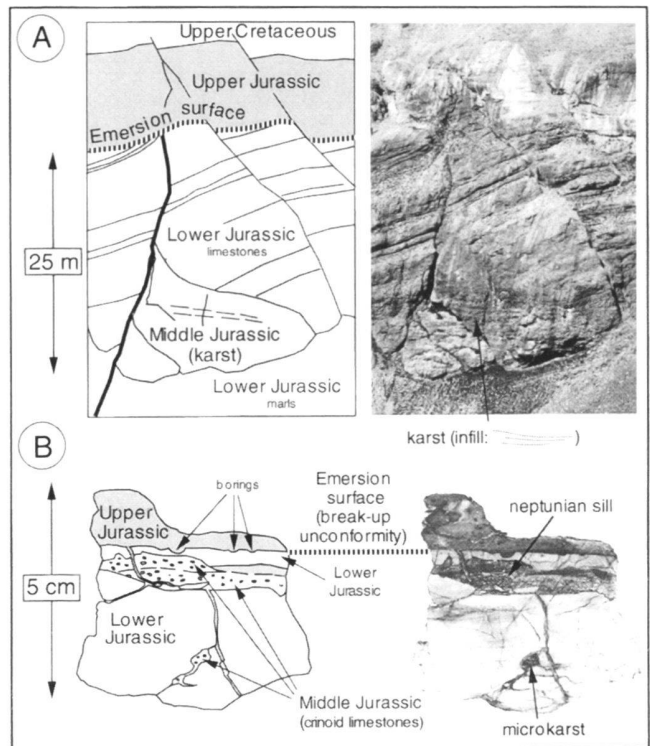 A
Upper Cretaceous
Upper Jurassic
Emersion surface
25 m
Lower Jurassic
limestones
Middle Jurassic
(karst)
Lower Jurassic
marls
karst (infill: )
B
borings
Emersion
surface
(break-up
unconformity)
neptunian sill
Upper
Jurassic
Lower
Jurassic
5 cm
Lower
Jurassic
Middle Jurassic
(crinoid limestones)
microkarst